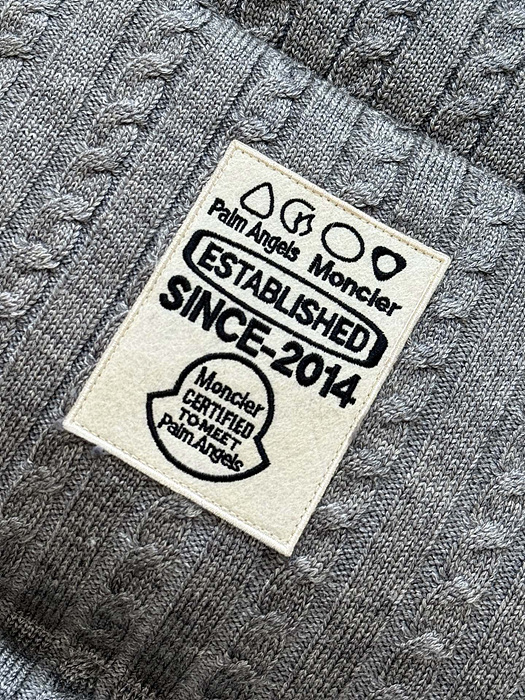 Palm Angels Moncler
ESTABLISHED
SINCE-2014
Moncler
CERTIFIED
TO-MEET
Palm Angels